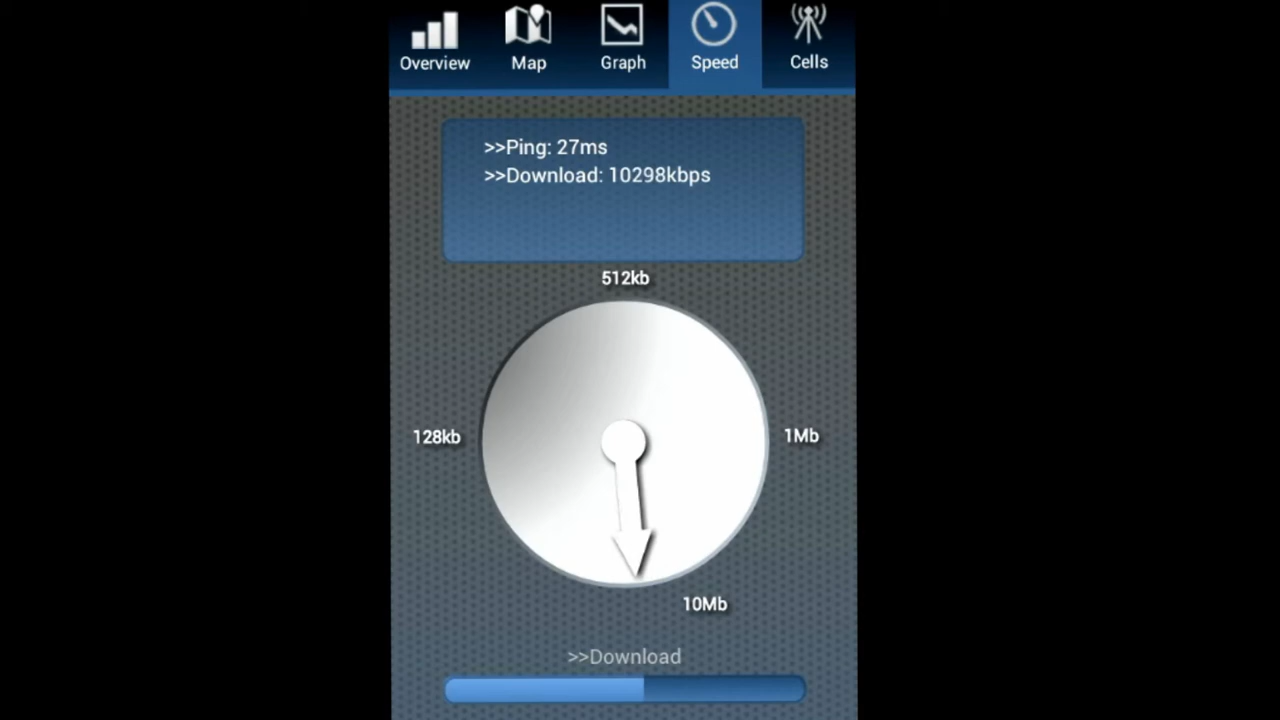 Overview Map Graph Speed Cells
>>Ping: 27ms
>>Download: 10298kbps
512kb
128kb 1Mb
10Mb
>>Download